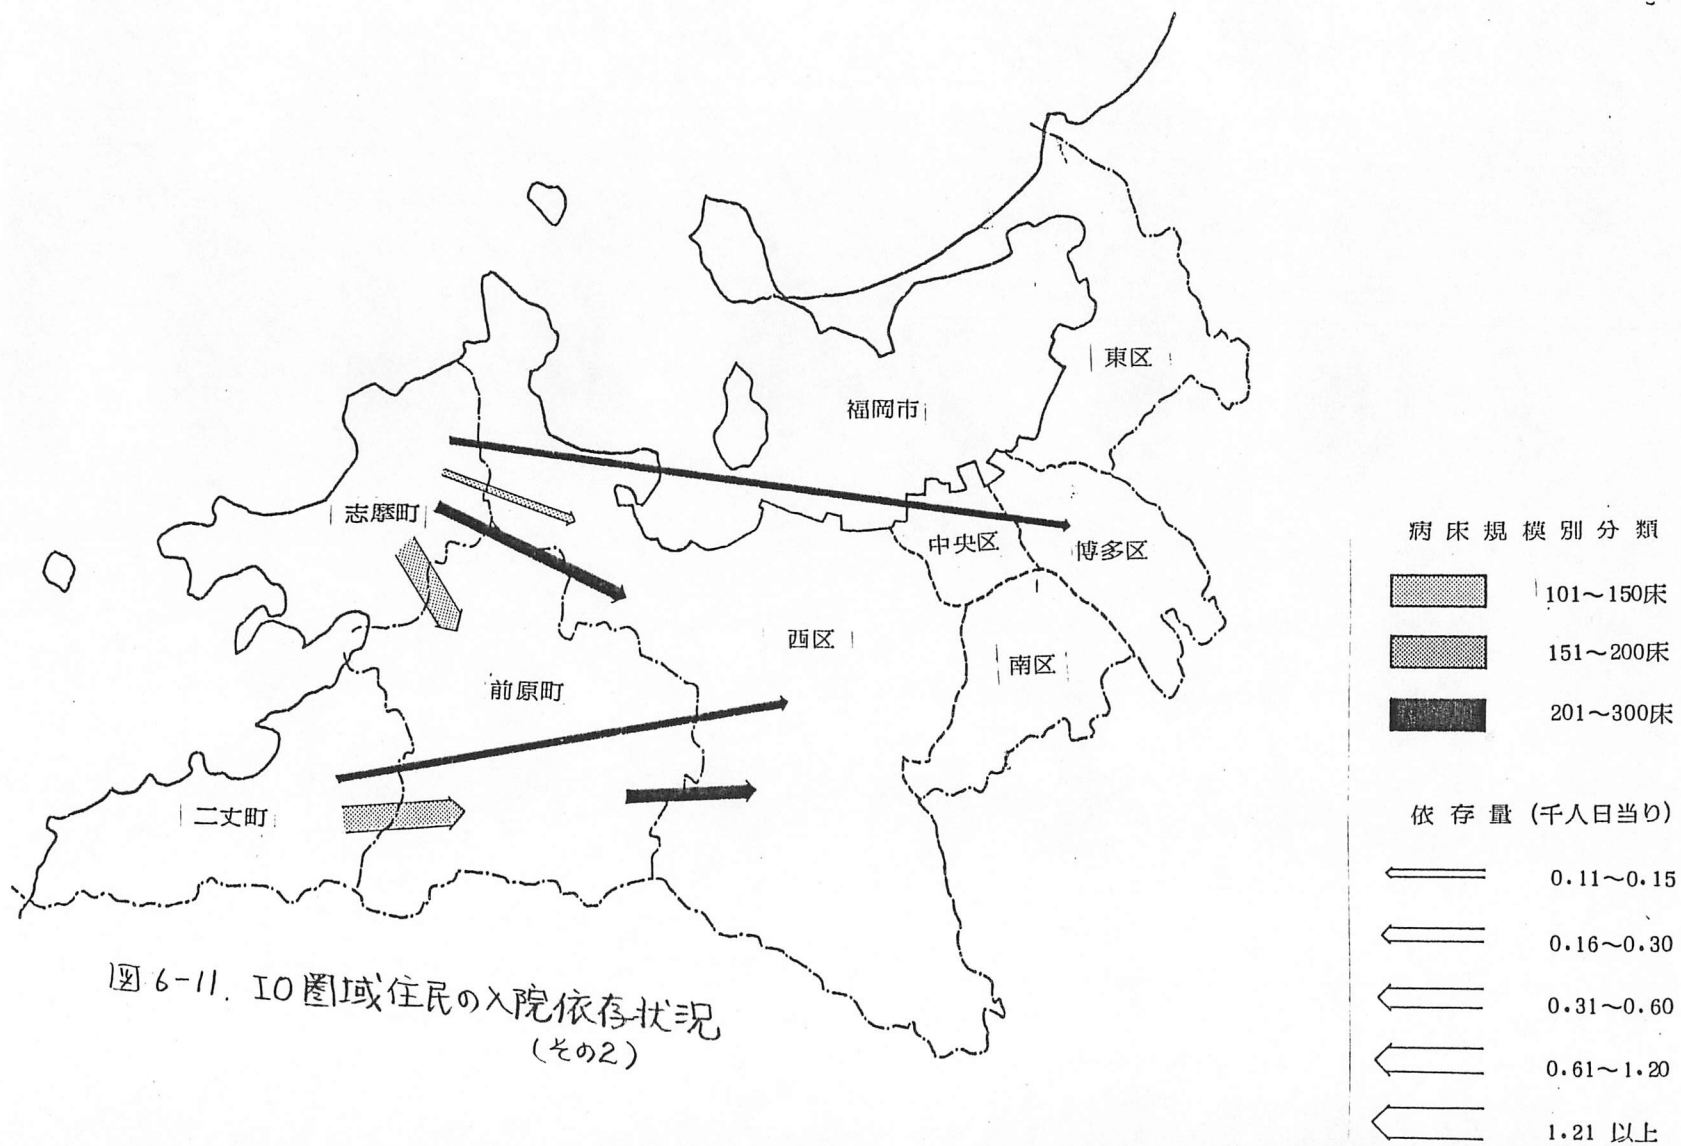 東区
福岡市
志摩町
中央区
博多区
西区
南区
前原町
二丈町
病床規模別分類
101～150床
151～200床
201～300床
依存量(千人日当り)
0.11～0.15
0.16～0.30
0.31～0.60
0.61～1.20
1.21 以上
図6-11. IO圏域住民の入院依存状況
(その2)